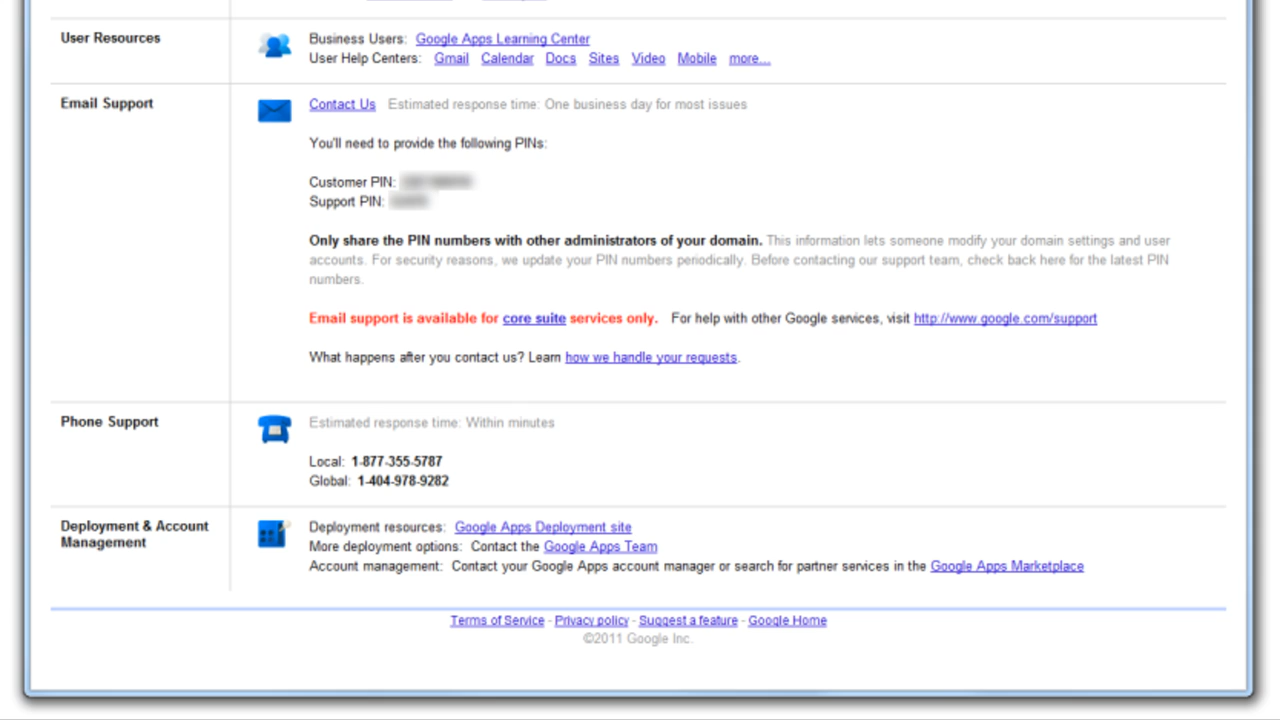 User Resources
Business Users: Google Apps Learning Center
User Help Centers: Gmail Calendar Docs Sites Video Mobile more...
Email Support
Contact Us Estimated response time: One business day for most issues
You'll need to provide the following PINs:
Customer PIN:
Support PIN:
Only share the PIN numbers with other administrators of your domain. This information lets someone modify your domain settings and user
accounts. For security reasons, we update your PIN numbers periodically. Before contacting our support team, check back here for the latest PIN
numbers.
Email support is available for core suite services only. For help with other Google services, visit http://www.google.com/support
What happens after you contact us? Learn how we handle your requests.
Phone Support
Estimated response time: Within minutes
Local: 1-877-355-5787
Global: 1-404-978-9282
Deployment & Account
Management
Deployment resources: Google Apps Deployment site
More deployment options: Contact the Google Apps Team
Account management: Contact your Google Apps account manager or search for partner services in the Google Apps Marketplace
Terms of Service - Privacy policy - Suggest a feature - Google Home
©2011 Google Inc.